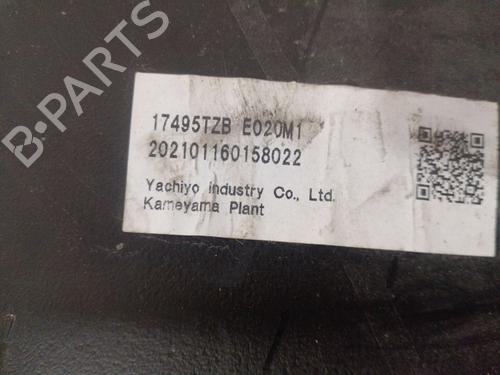 17495TZB E020M1
202101160158022
Yachiyo industry Co., Ltd.
Kameyama Plant
B-PARTS